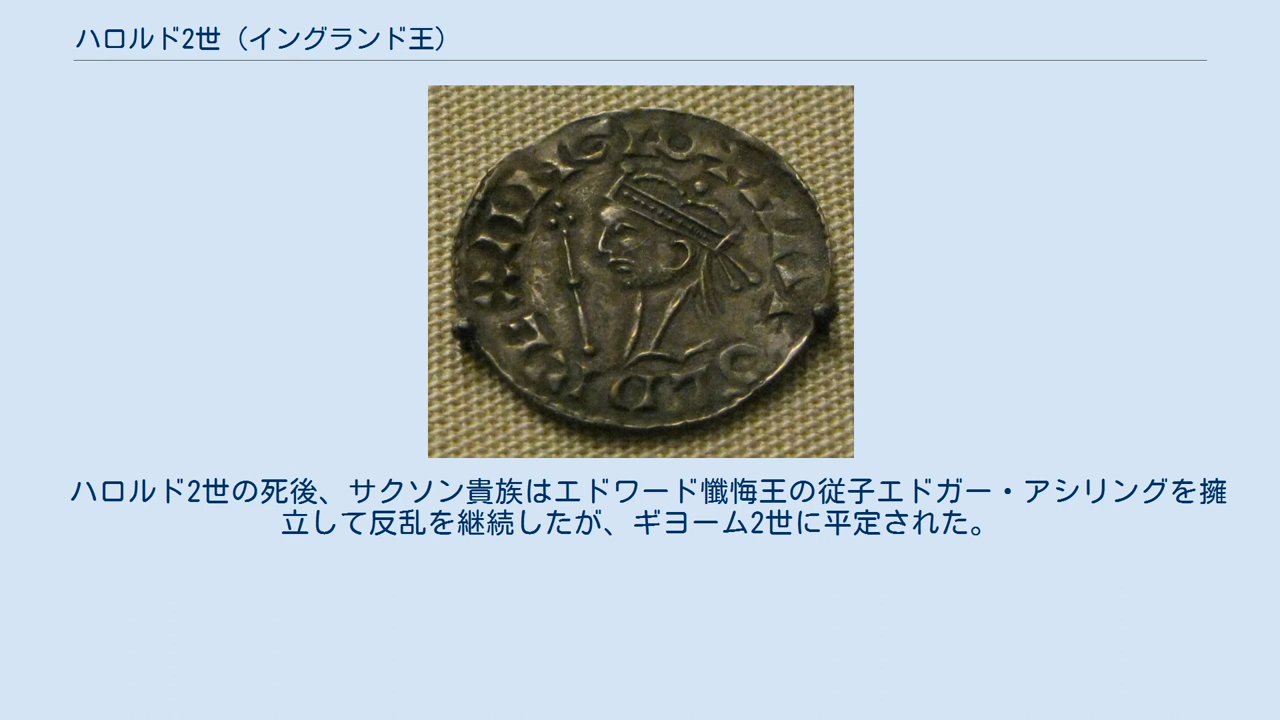 ハロルド2世（イングランド王）
ハロルド2世の死後、サクソン貴族はエドワード懺悔王の従子エドガー・アシリングを擁
立して反乱を継続したが、ギヨーム2世に平定された。